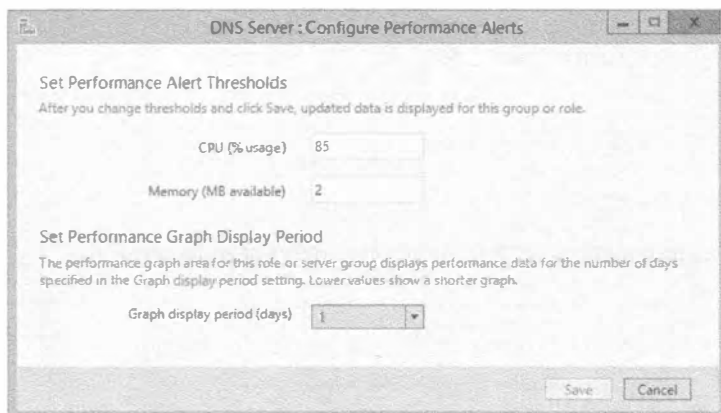 DNS Server : Configure Performance Alerts
Set Performance Alert Thresholds
After you change thresholds and click Save, updated data is displayed for this group or role.
CPU (% usage) 85
Memory (MB available) 2
Set Performance Graph Display Period
The performance graph area for this role or server group displays performance data for the number of days
specified in the Graph display period setting. Lower values show a shorter graph.
Graph display period (days) 1
Save Cancel